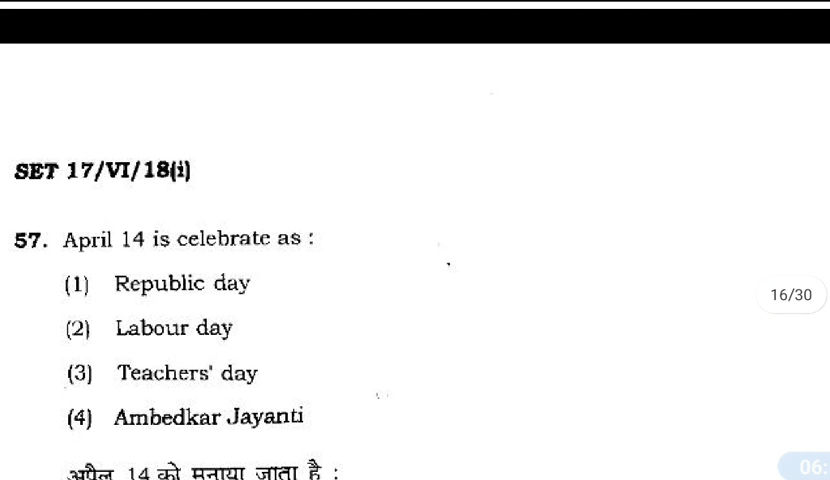 SET 17/VI/18(i)
57. April 14 is celebrate as :
(1) Republic day
16/30
(2) Labour day
(3) Teachers' day
(4) Ambedkar Jayanti
अप्रैल 14 को मनाया जाता है :
06: